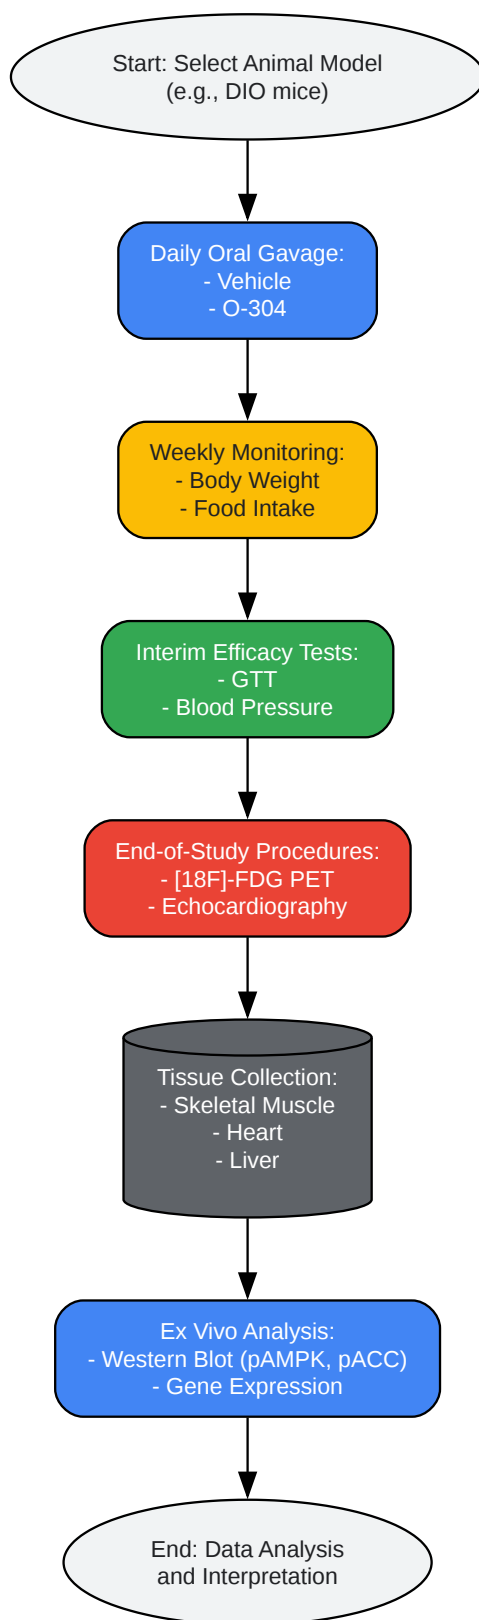 Start: Select Animal Model
(e.g., DIO mice)
Daily Oral Gavage:
- Vehicle
- O-304
Weekly Monitoring:
- Body Weight
- Food Intake
Interim Efficacy Tests:
- GTT
- Blood Pressure
End-of-Study Procedures:
- [18F]-FDG PET
- Echocardiography
Tissue Collection:
- Skeletal Muscle
- Heart
- Liver
Ex Vivo Analysis:
- Western Blot (pAMPK, pACC)
- Gene Expression
End: Data Analysis
and Interpretation